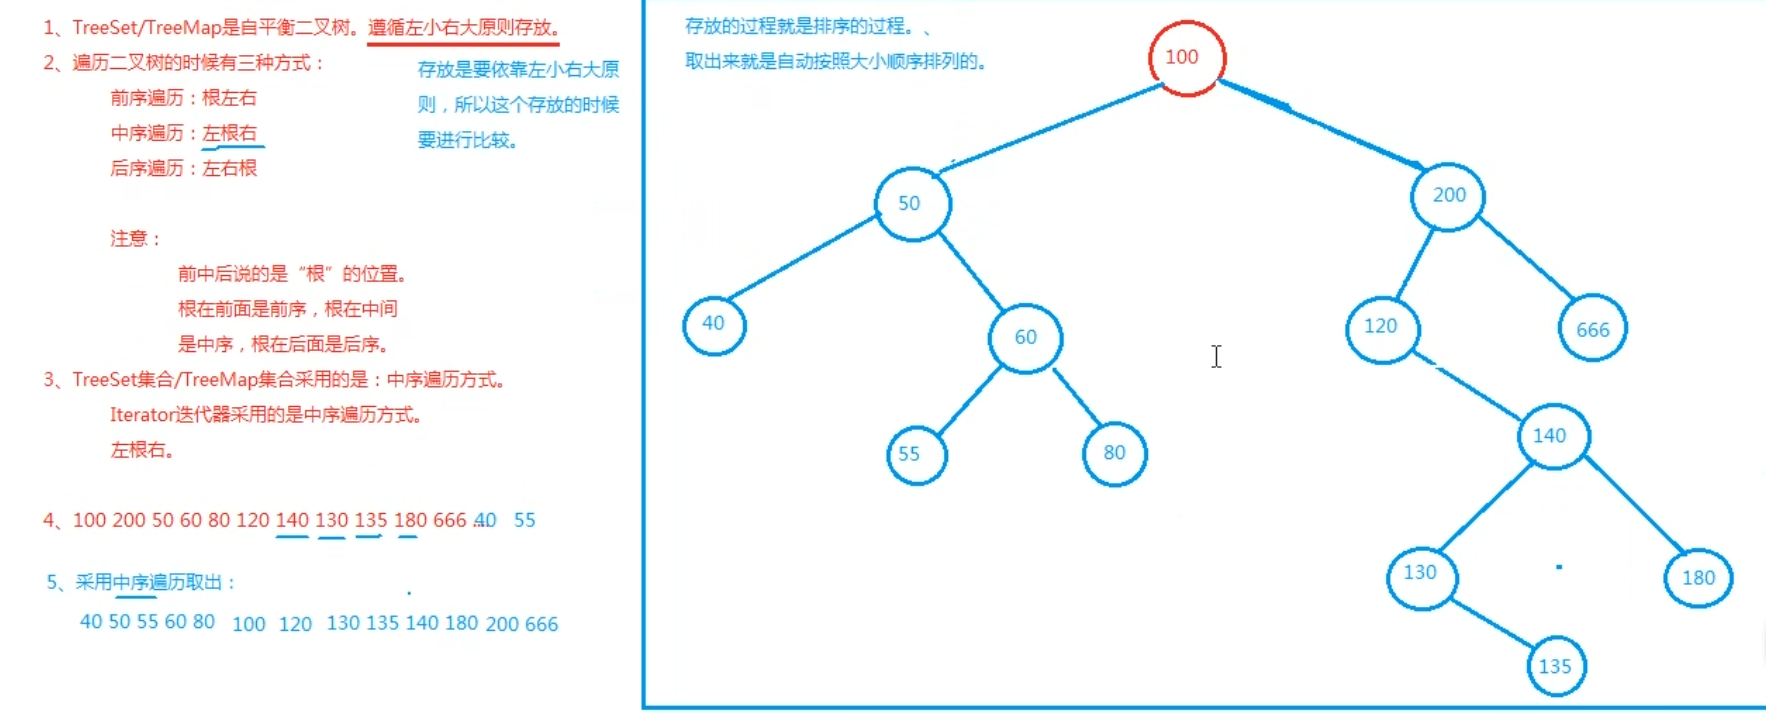 1、TreeSet/TreeMap是自平衡二叉树。遵循左小右大原则存放。
2、遍历二叉树的时候有三种方式：
前序遍历：根左右
中序遍历：左根右
后序遍历：左右根
存放是要依靠左小右大原
则，所以这个存放的时候
要进行比较。
注意：
前中后说的是“根”的位置。
根在前面是前序，根在中间
是中序，根在后面是后序。
3、TreeSet集合/TreeMap集合采用的是：中序遍历方式。
Iterator迭代器采用的是中序遍历方式。
左根右。
4、100 200 50 60 80 120 140 130 135 180 666 ...40 55
5、采用中序遍历取出：
40 50 55 60 80 100 120 130 135 140 180 200 666
存放的过程就是排序的过程。、
取出来就是自动按照大小顺序排列的。
100
50
200
40
60
120
666
55
80
140
130
180
135